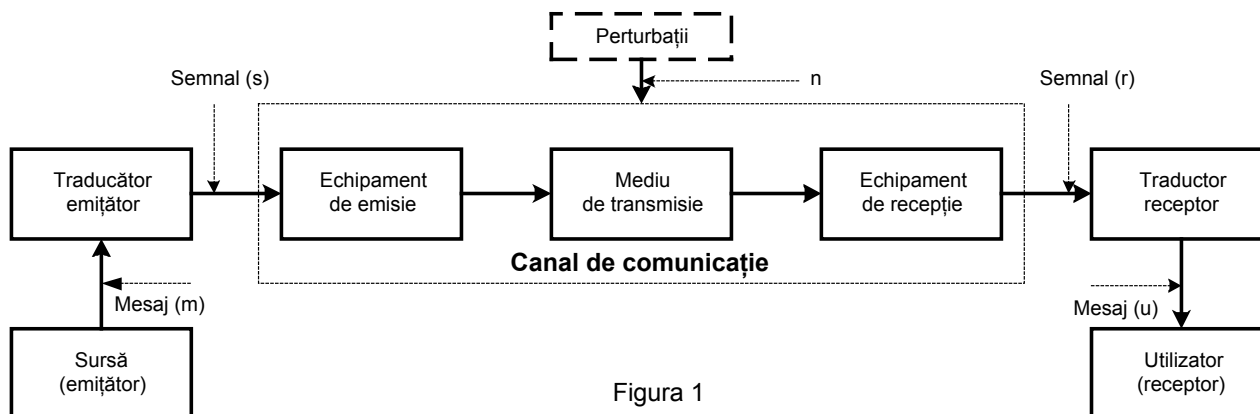 Perturbații
Semnal (s)
n
Semnal (r)
Traducător
emițător
Echipament
de emisie
Mediu
de transmisie
Echipament
de recepție
Traductor
receptor
Canal de comunicație
Mesaj (m)
Mesaj (u)
Sursă
(emițător)
Utilizator
(receptor)
Figura 1